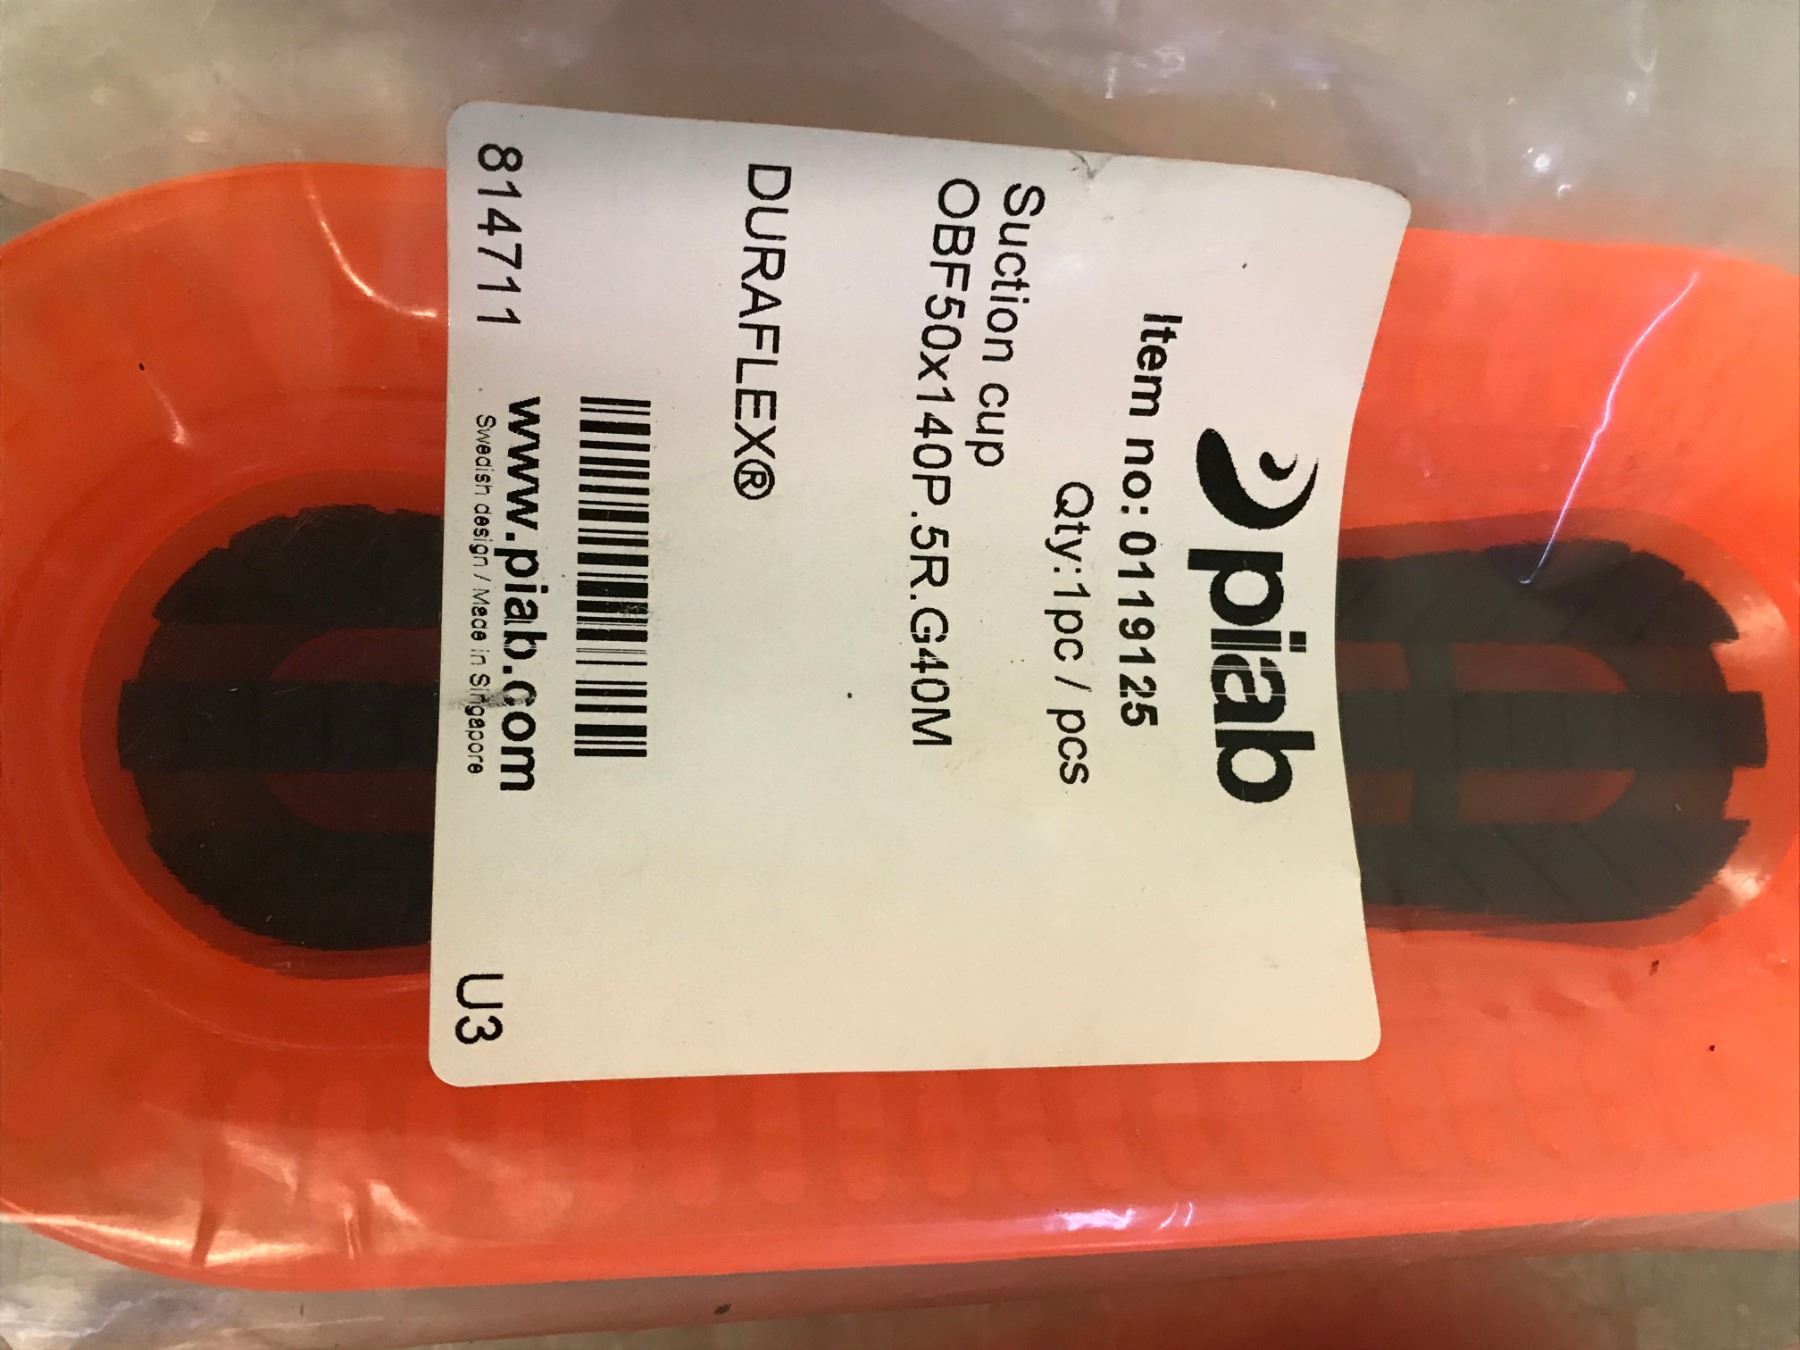 piab
Item no: 0119125
Qty:1pc / pcs
Suction cup
OBF50x140P.5R.G40M
DURAFLEX®
814711 www.piab.com U3
Swedish design / Made in Singapore